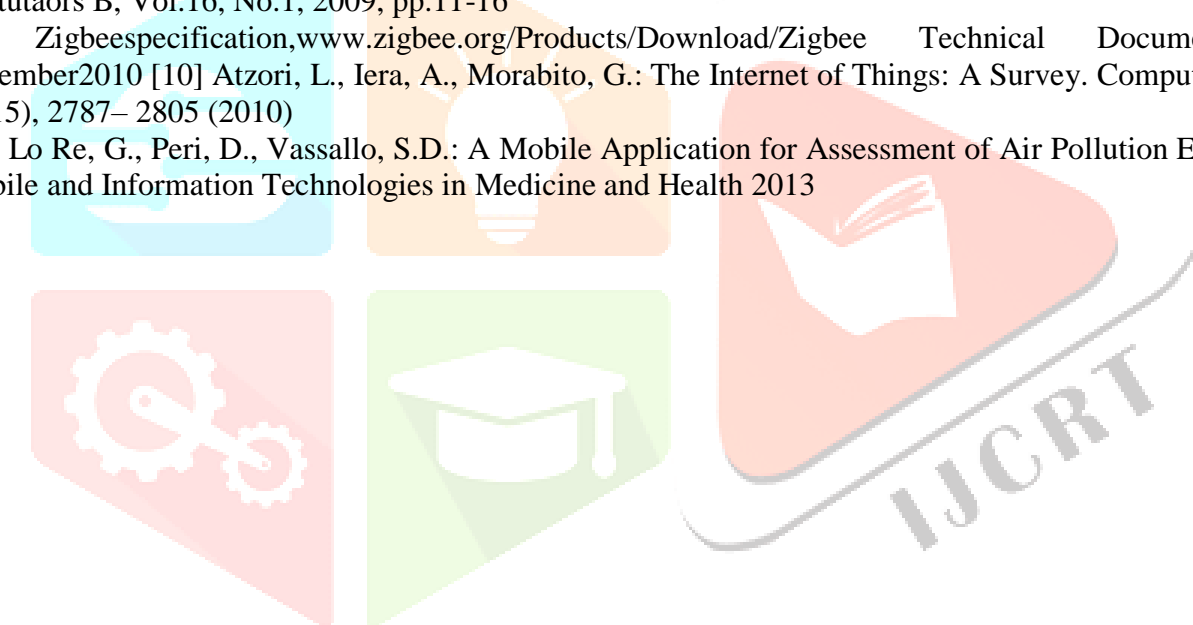 tutaors B, Vol.16, No.1, 2009, pp.11-16
Zigbeespecification,www.zigbee.org/Products/Download/Zigbee Technical Docume
ember2010 [10] Atzori, L., Iera, A., Morabito, G.: The Internet of Things: A Survey. Comput
15), 2787– 2805 (2010)
Lo Re, G., Peri, D., Vassallo, S.D.: A Mobile Application for Assessment of Air Pollution E
bile and Information Technologies in Medicine and Health 2013
IJCRT